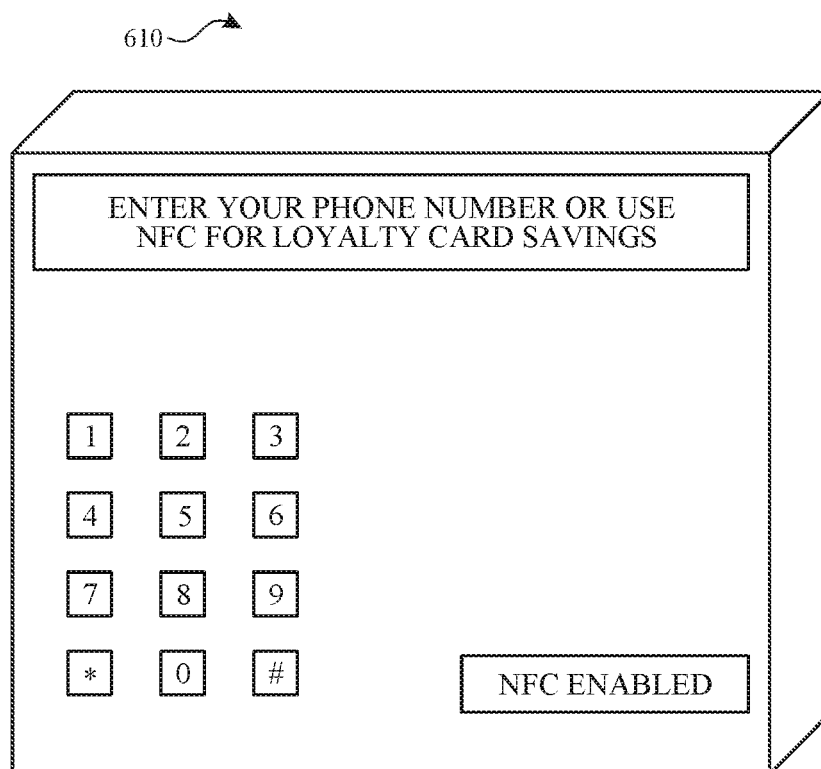 610
ENTER YOUR PHONE NUMBER OR USE
NFC FOR LOYALTY CARD SAVINGS
1 2 3
4 5 6
7 8 9
* 0 #
NFC ENABLED